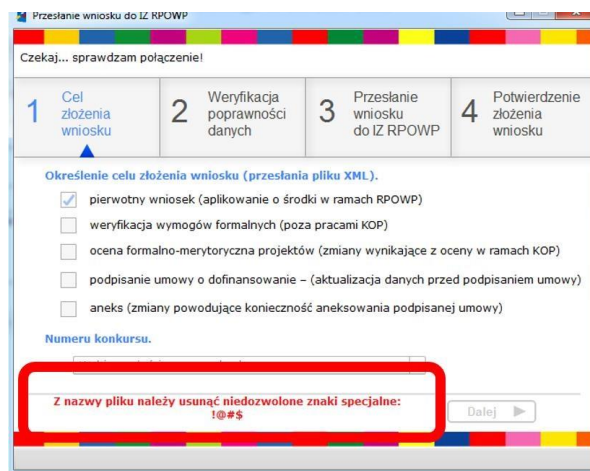 Przesłanie wniosku do IZ RPOWP
Czekaj... sprawdzam połączenie!
1 Cel złożenia wniosku
2 Weryfikacja poprawności danych
3 Przesłanie wniosku do IZ RPOWP
4 Potwierdzenie złożenia wniosku
Określenie celu złożenia wniosku (przesłania pliku XML).
pierwotny wniosek (aplikowanie o środki w ramach RPOWP)
weryfikacja wymogów formalnych (poza pracami KOP)
ocena formalno-merytoryczna projektów (zmiany wynikające z oceny w ramach KOP)
podpisanie umowy o dofinansowanie – (aktualizacja danych przed podpisaniem umowy)
aneks (zmiany powodujące konieczność aneksowania podpisanej umowy)
Numeru konkursu.
Z nazwy pliku należy usunąć niedozwolone znaki specjalne:
!@#$
Dalej